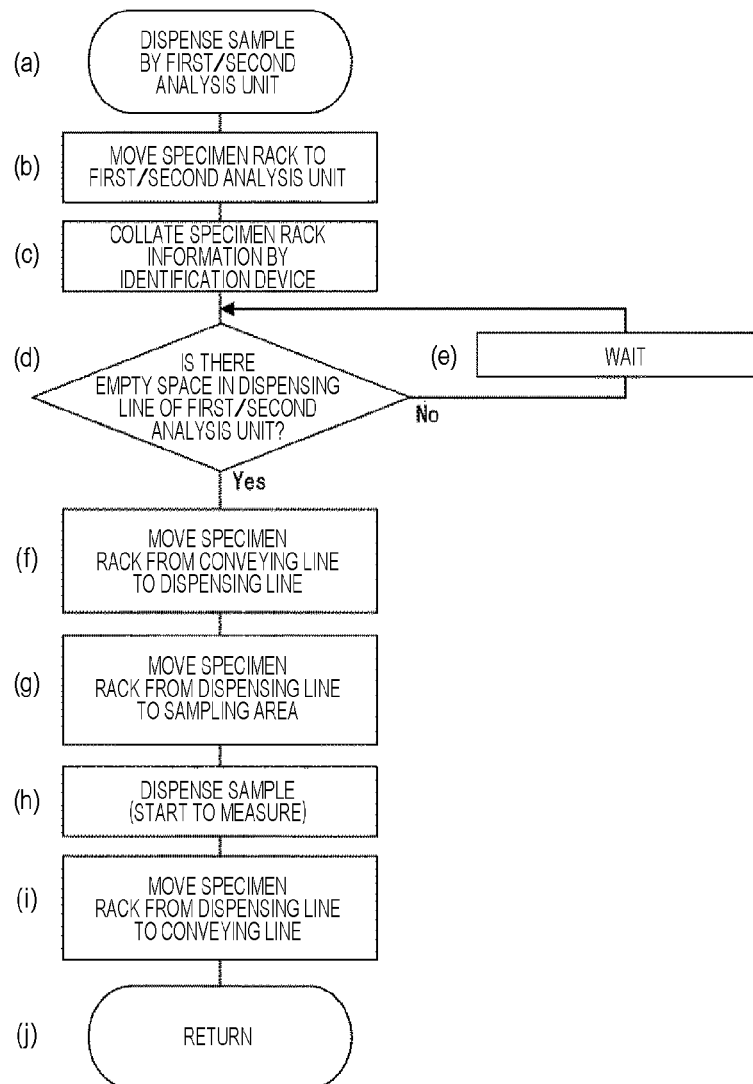 (a)
DISPENSE SAMPLE
BY FIRST/SECOND
ANALYSIS UNIT
(b)
MOVE SPECIMEN RACK TO
FIRST/SECOND ANALYSIS UNIT
(c)
COLLATE SPECIMEN RACK
INFORMATION BY
IDENTIFICATION DEVICE
(d)
IS THERE
EMPTY SPACE IN DISPENSING
LINE OF FIRST/SECOND
ANALYSIS UNIT?
(e)
WAIT
No
Yes
(f)
MOVE SPECIMEN
RACK FROM CONVEYING LINE
TO DISPENSING LINE
(g)
MOVE SPECIMEN
RACK FROM DISPENSING LINE
TO SAMPLING AREA
(h)
DISPENSE SAMPLE
(START TO MEASURE)
(i)
MOVE SPECIMEN
RACK FROM DISPENSING LINE
TO CONVEYING LINE
(j)
RETURN